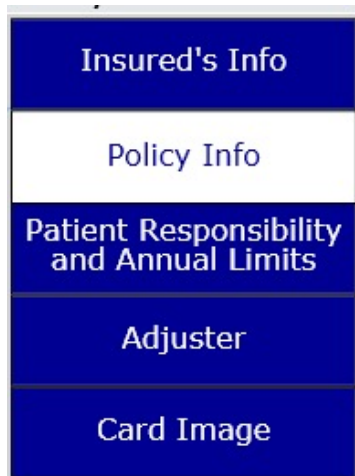 Insured's Info
Policy Info
Patient Responsibility
and Annual Limits
Adjuster
Card Image